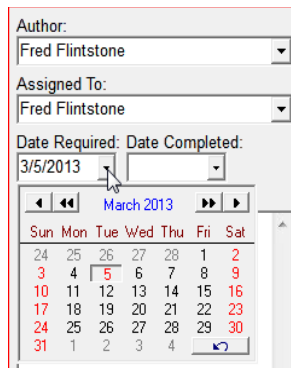 Author:
Fred Flintstone
Assigned To:
Fred Flintstone
Date Required: Date Completed:
3/5/2013
March 2013
Sun Mon Tue Wed Thu Fri Sat
24 25 26 27 28 1 2
3 4 5 6 7 8 9
10 11 12 13 14 15 16
17 18 19 20 21 22 23
24 25 26 27 28 29 30
31 1 2 3 4